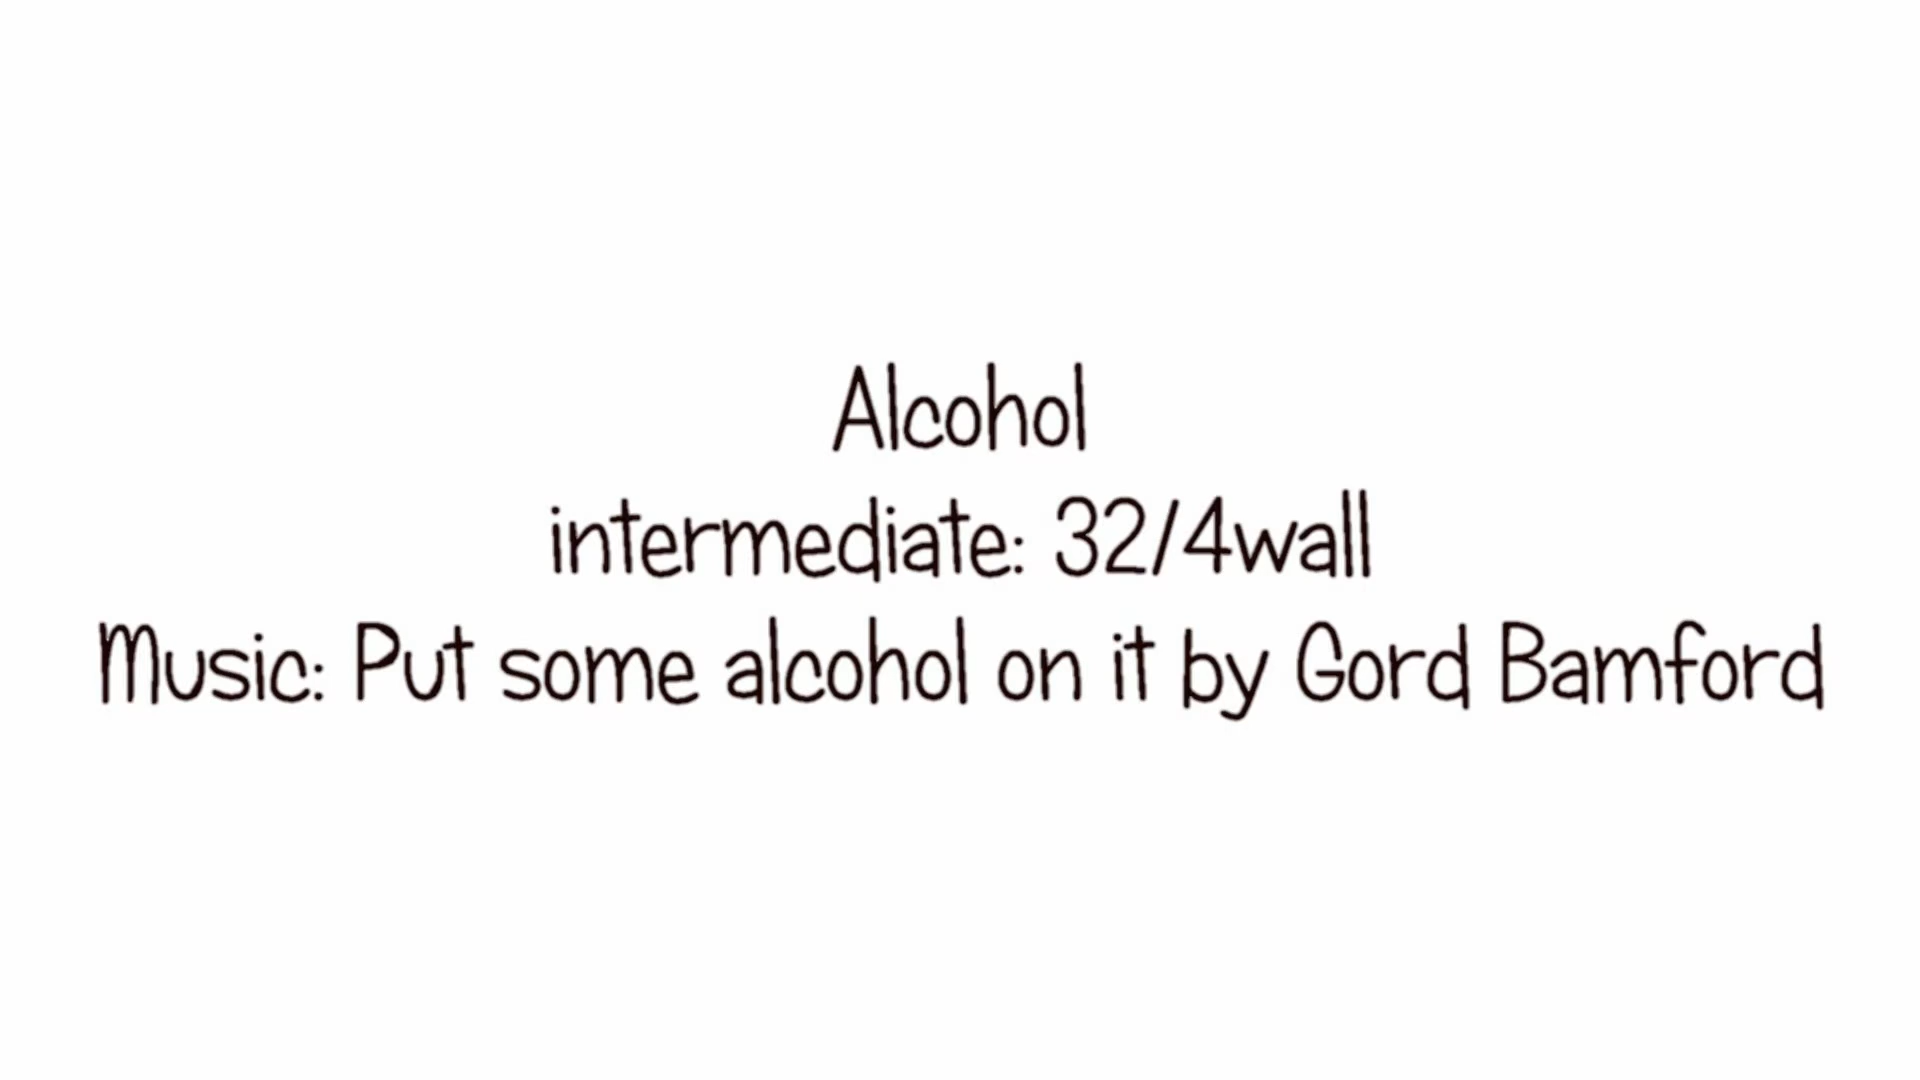 Alcohol
intermediate: 32/4wall
Music: Put some alcohol on it by Gord Bamford